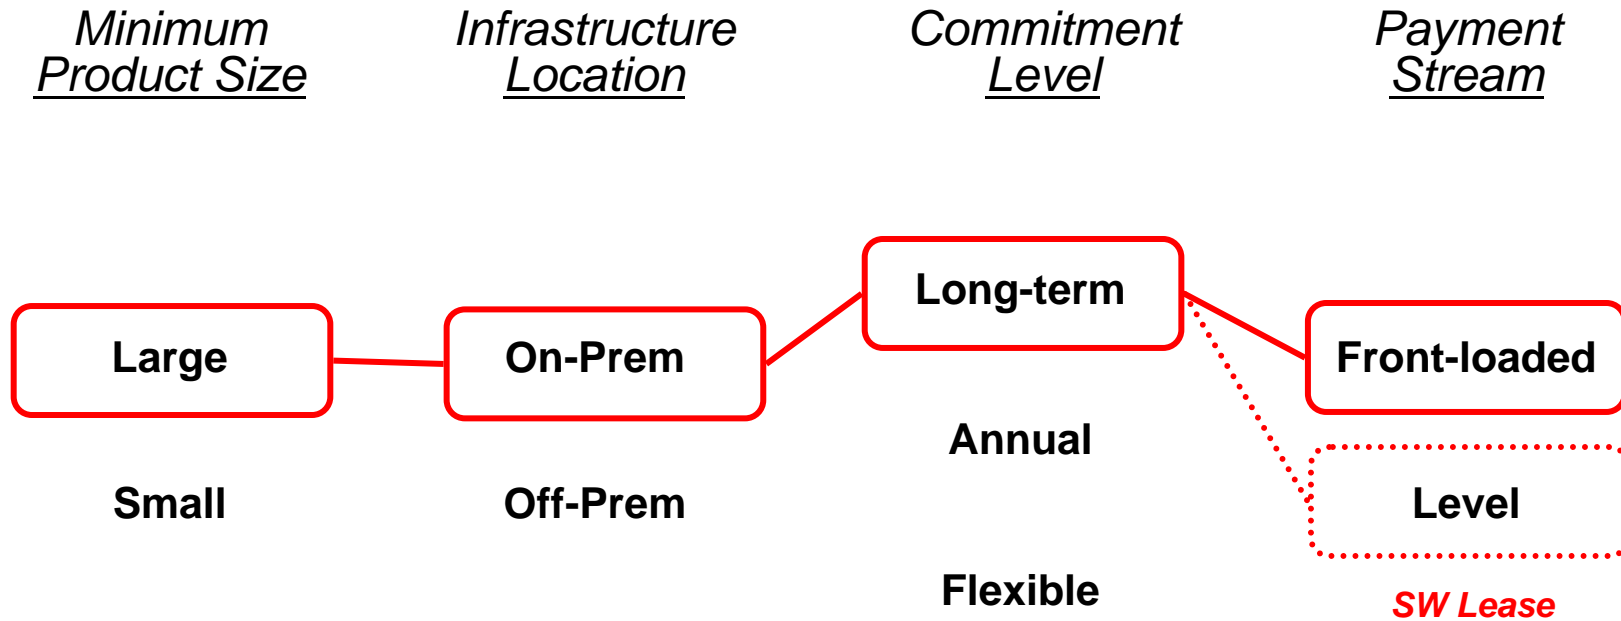 Minimum
Product Size
Infrastructure
Location
Commitment
Level
Payment
Stream
Long-term
Large
On-Prem
Front-loaded
Annual
Small
Off-Prem
Level
Flexible
SW Lease